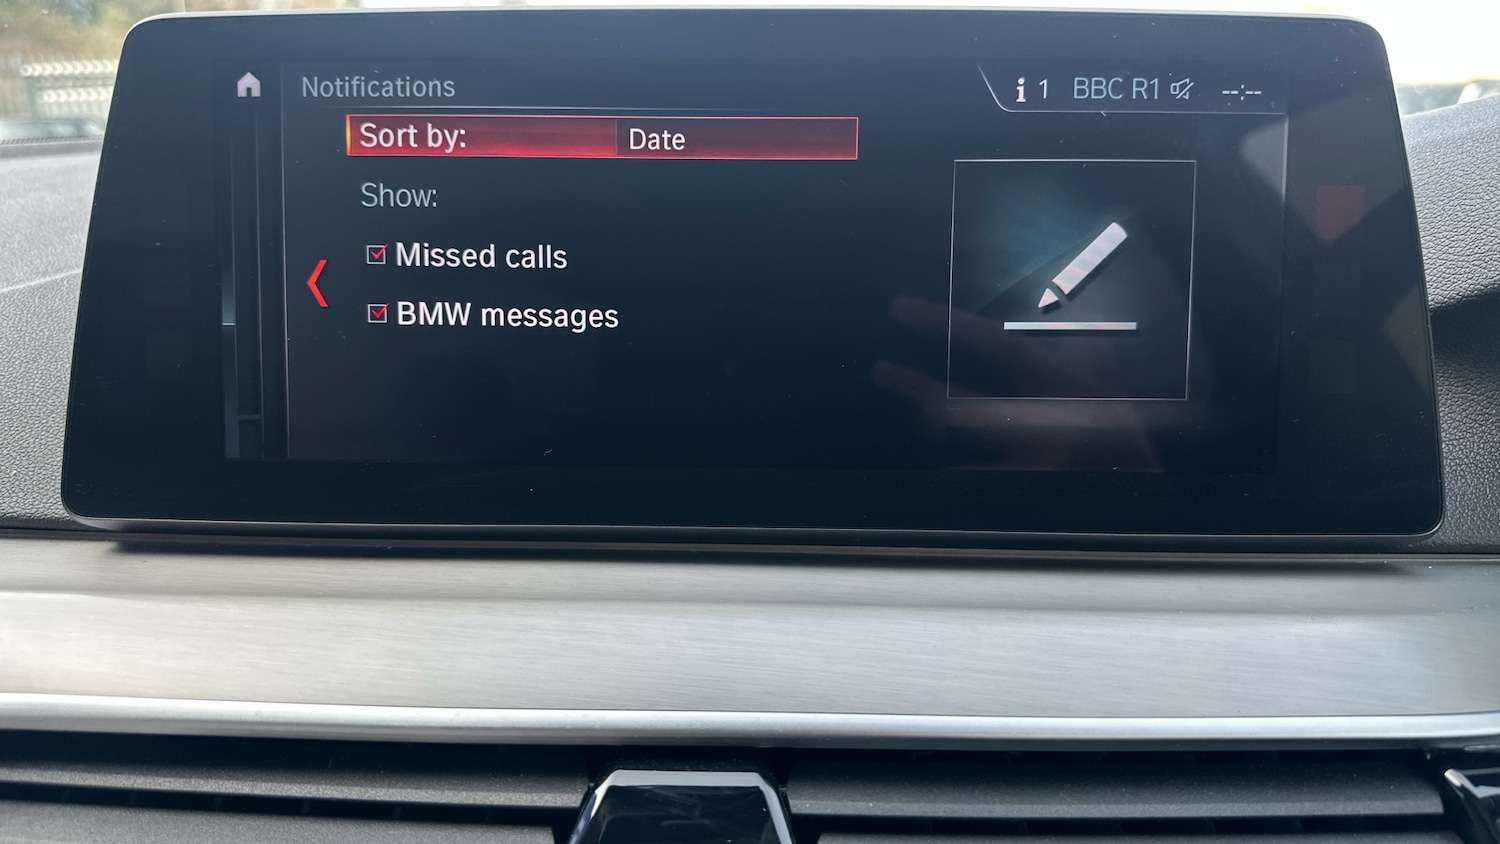 Notifications
i 1 BBC R1 --:--
Sort by: Date
Show:
Missed calls
BMW messages